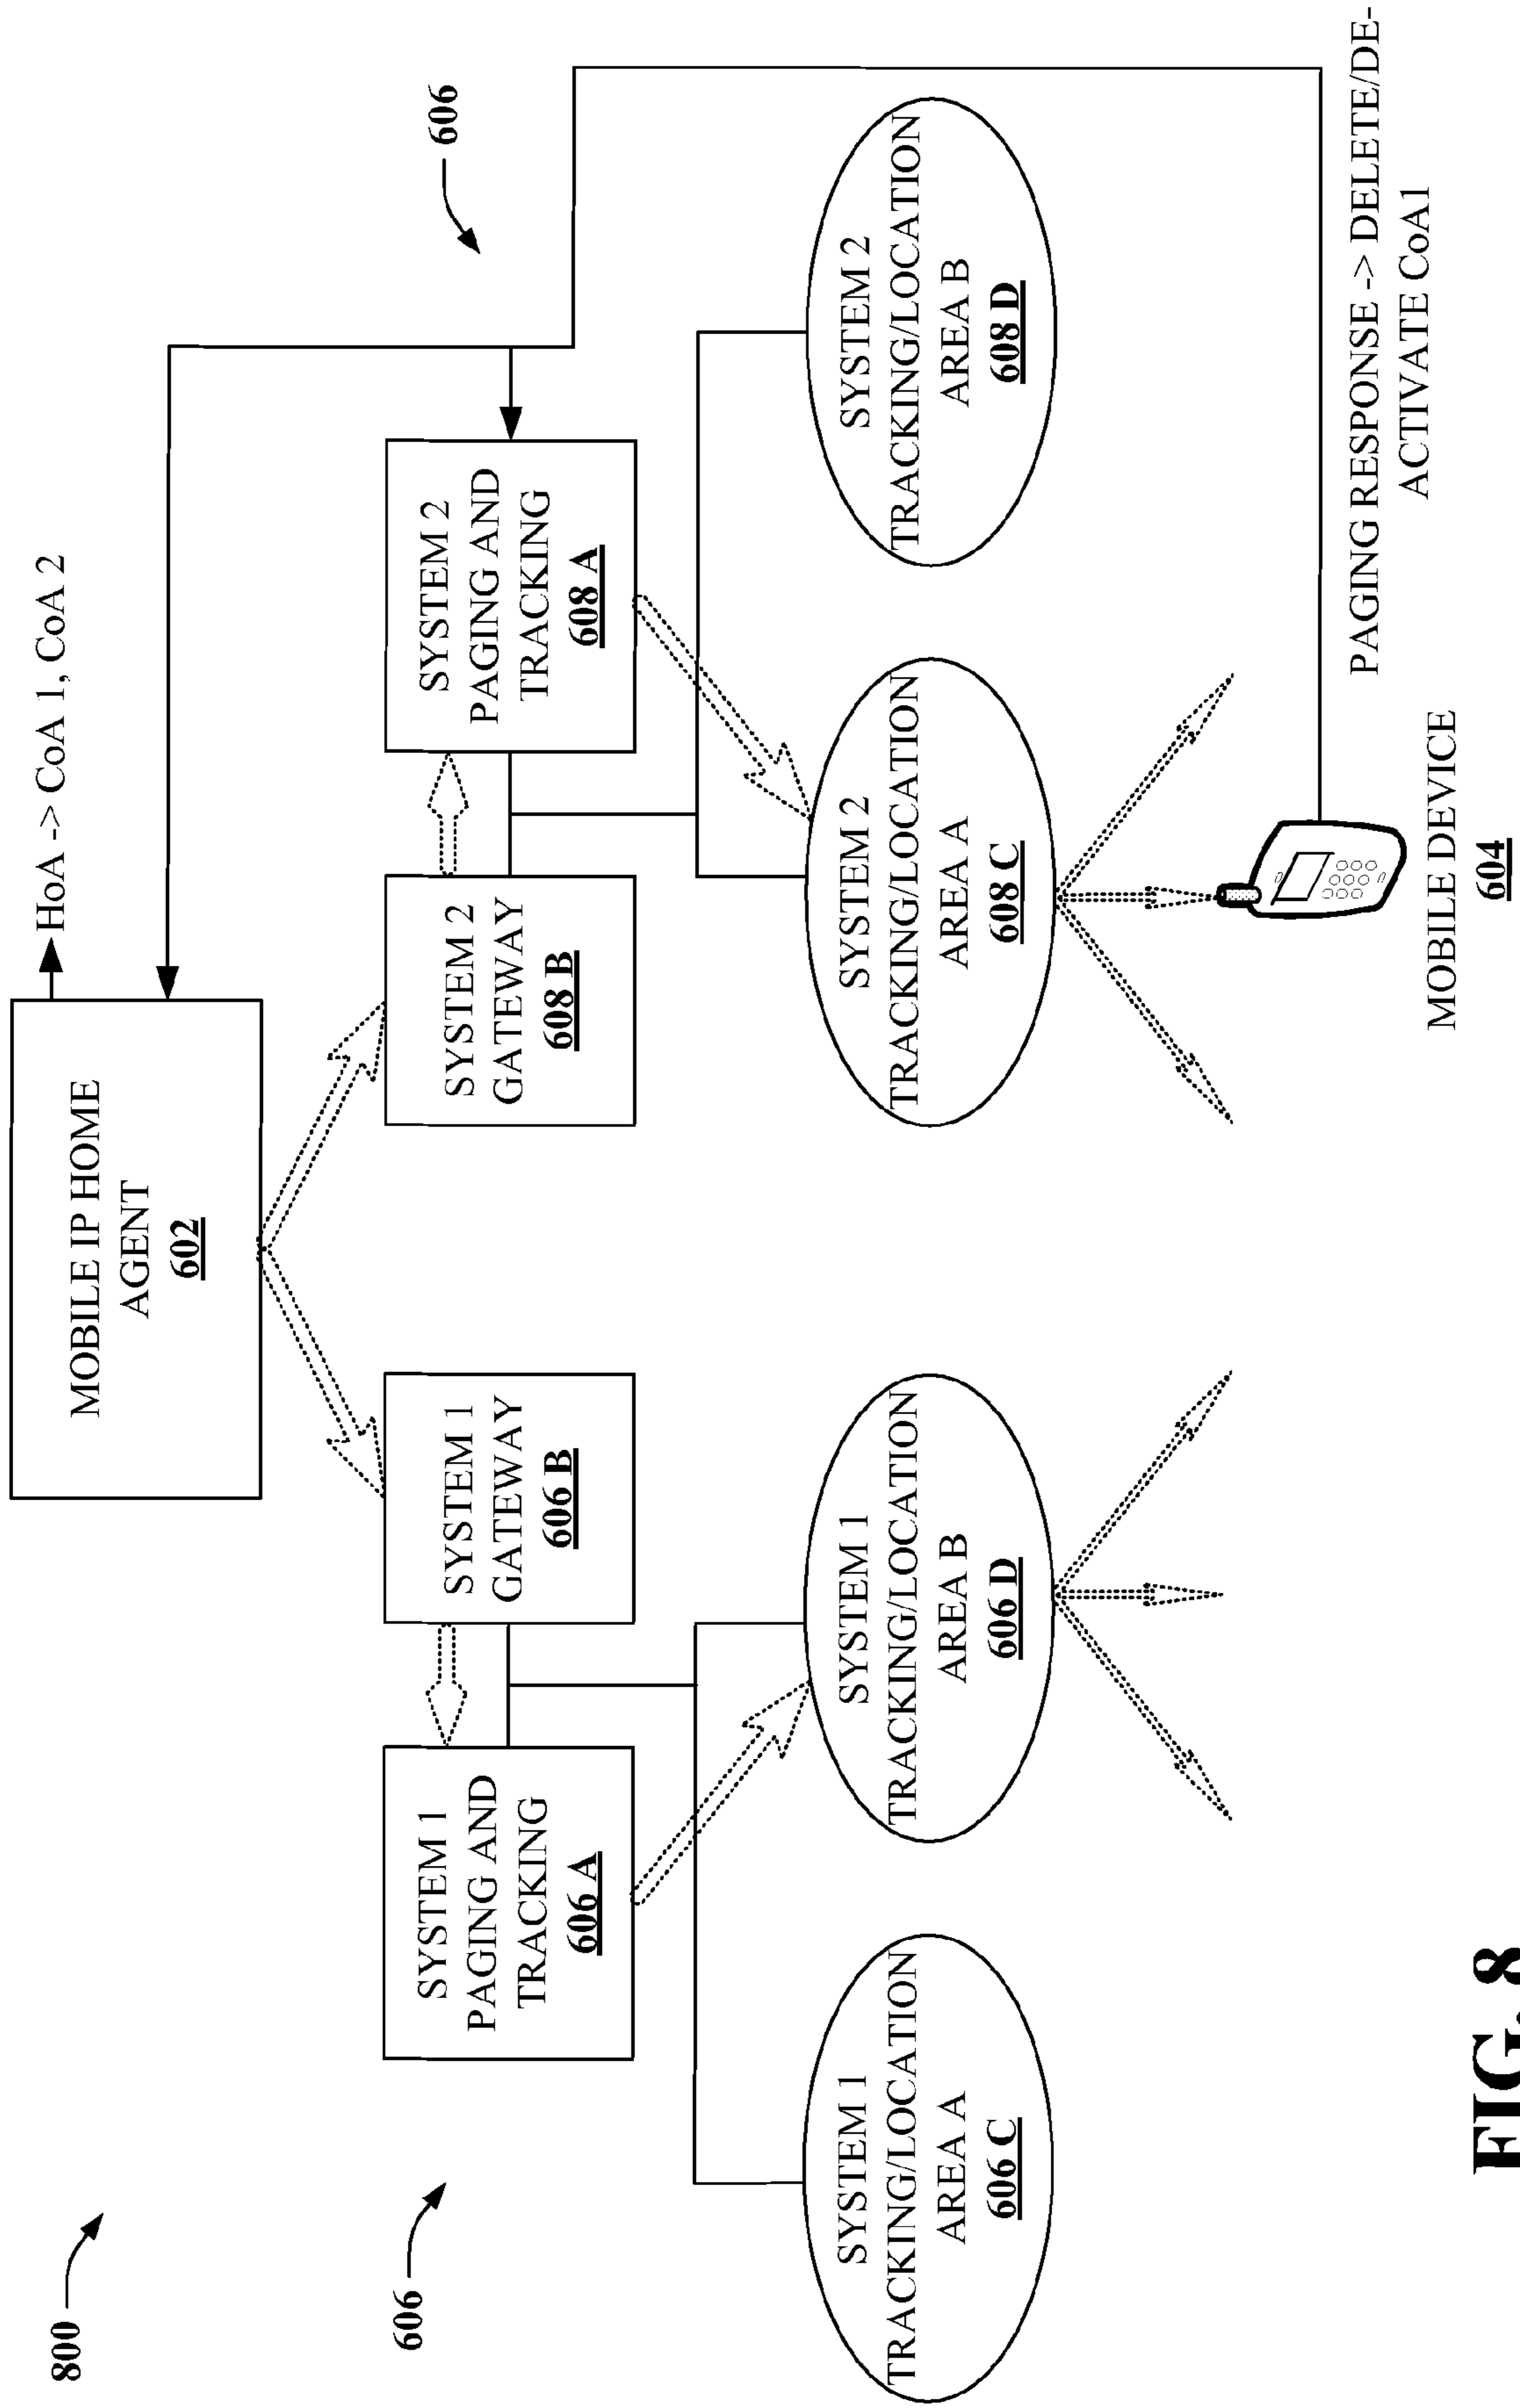 800
MOBILE IP HOME
AGENT
602
HoA -> CoA 1, CoA 2
606
606
SYSTEM 1
PAGING AND
TRACKING
606 A
SYSTEM 1
GATEWAY
606 B
SYSTEM 2
GATEWAY
608 B
SYSTEM 2
PAGING AND
TRACKING
608 A
SYSTEM 1
TRACKING/LOCATION
AREA A
606 C
SYSTEM 1
TRACKING/LOCATION
AREA B
606 D
SYSTEM 2
TRACKING/LOCATION
AREA A
608 C
SYSTEM 2
TRACKING/LOCATION
AREA B
608 D
PAGING RESPONSE -> DELETE/DE-
ACTIVATE CoA1
MOBILE DEVICE
604
FIG. 8